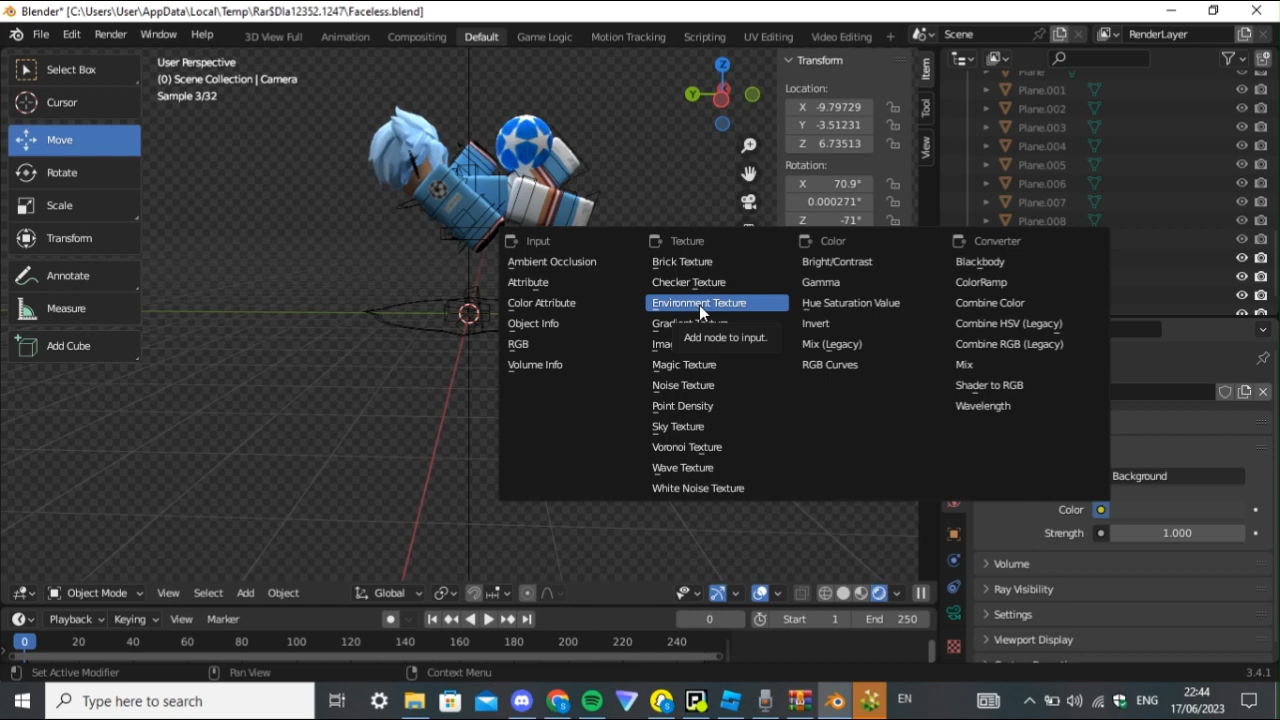 Blender* [C:\Users\User\AppData\Local\Temp\Rar$DIa12352.1247\Faceless.blend]
File Edit Render Window Help 3D View Full Animation Compositing Default Game Logic Motion Tracking Scripting UV Editing Video Editing + Scene RenderLayer
Select Box
Cursor
Move
Rotate
Scale
Transform
Annotate
Measure
Add Cube
User Perspective
(0) Scene Collection | Camera
Sample 3/32
Z
Y
Transform
Location:
X -9.79729
Y -3.51231
Z 6.73513
Rotation:
X 70.9°
0.000271°
Z -71°
Item
Tool
View
Plane
Plane.001
Plane.002
Plane.003
Plane.004
Plane.005
Plane.006
Plane.007
Plane.008
Input
Ambient Occlusion
Attribute
Color Attribute
Object Info
RGB
Volume Info
Texture
Brick Texture
Checker Texture
Environment Texture
Add node to input.
Magic Texture
Noise Texture
Point Density
Sky Texture
Voronoi Texture
Wave Texture
White Noise Texture
Color
Bright/Contrast
Gamma
Hue Saturation Value
Invert
Mix (Legacy)
RGB Curves
Converter
Blackbody
ColorRamp
Combine Color
Combine HSV (Legacy)
Combine RGB (Legacy)
Mix
Shader to RGB
Wavelength
Background
Color
Strength 1.000
Volume
Ray Visibility
Settings
Viewport Display
Object Mode View Select Add Object Global
Playback Keying View Marker 0 Start 1 End 250
0 20 40 60 80 100 120 140 160 180 200 220 240
Set Active Modifier Pan View Context Menu 3.4.1
Type here to search EN ENG 22:44
17/06/2023